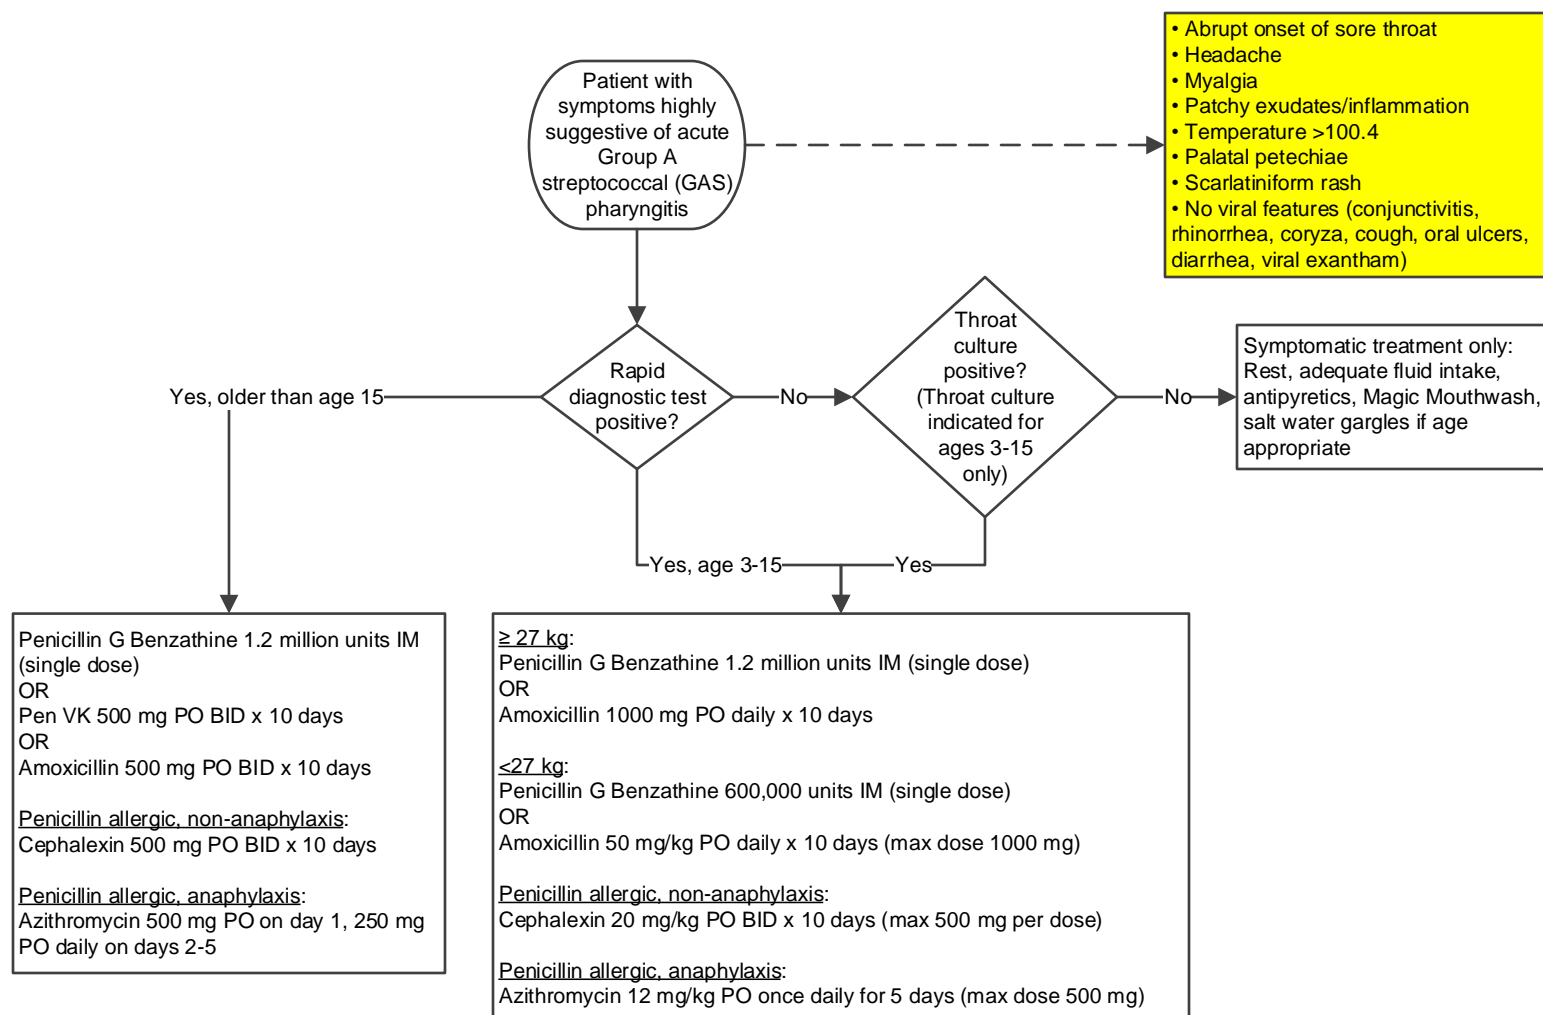 Patient with
symptoms highly
suggestive of acute
Group A
streptococcal (GAS)
pharyngitis
• Abrupt onset of sore throat
• Headache
• Myalgia
• Patchy exudates/inflammation
• Temperature >100.4
• Palatal petechiae
• Scarlatiniform rash
• No viral features (conjunctivitis,
rhinorrhea, coryza, cough, oral ulcers,
diarrhea, viral exantham)
Yes, older than age 15
Rapid
diagnostic test
positive?
No
Throat
culture
positive?
(Throat culture
indicated for
ages 3-15
only)
No
Symptomatic treatment only:
Rest, adequate fluid intake,
antipyretics, Magic Mouthwash,
salt water gargles if age
appropriate
Yes, age 3-15
Yes
Penicillin G Benzathine 1.2 million units IM
(single dose)
OR
Pen VK 500 mg PO BID x 10 days
OR
Amoxicillin 500 mg PO BID x 10 days
Penicillin allergic, non-anaphylaxis:
Cephalexin 500 mg PO BID x 10 days
Penicillin allergic, anaphylaxis:
Azithromycin 500 mg PO on day 1, 250 mg
PO daily on days 2-5
≥ 27 kg:
Penicillin G Benzathine 1.2 million units IM (single dose)
OR
Amoxicillin 1000 mg PO daily x 10 days
<27 kg:
Penicillin G Benzathine 600,000 units IM (single dose)
OR
Amoxicillin 50 mg/kg PO daily x 10 days (max dose 1000 mg)
Penicillin allergic, non-anaphylaxis:
Cephalexin 20 mg/kg PO BID x 10 days (max 500 mg per dose)
Penicillin allergic, anaphylaxis:
Azithromycin 12 mg/kg PO once daily for 5 days (max dose 500 mg)